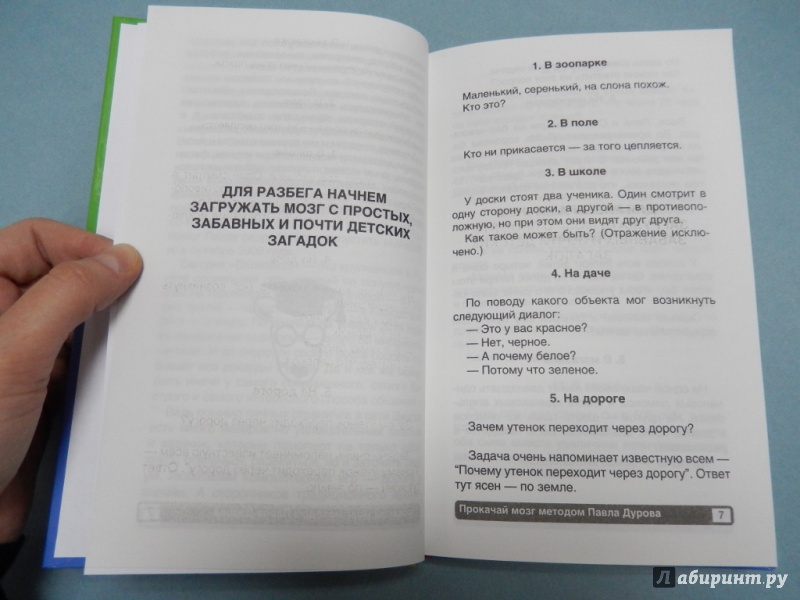 ДЛЯ РАЗБЕГА НАЧНЕМ
ЗАГРУЖАТЬ МОЗГ С ПРОСТЫХ,
ЗАБАВНЫХ И ПОЧТИ ДЕТСКИХ
ЗАГАДОК
1. В зоопарке
Маленький, серенький, на слона похож.
Кто это?
2. В поле
Кто ни прикасается — за того цепляется.
3. В школе
У доски стоят два ученика. Один смотрит в
одну сторону доски, а другой — в противопо-
ложную, но при этом они видят друг друга.
Как такое может быть? (Отражение исклю-
чено.)
4. На даче
По поводу какого объекта мог возникнуть
следующий диалог:
— Это у вас красное?
— Нет, черное.
— А почему белое?
— Потому что зеленое.
5. На дороге
Зачем утенок переходит через дорогу?
Задача очень напоминает известную всем —
"Почему утенок переходит через дорогу". Ответ
тут ясен — по земле.
Прокачай мозг методом Павла Дурова 7
Лабиринт.ру